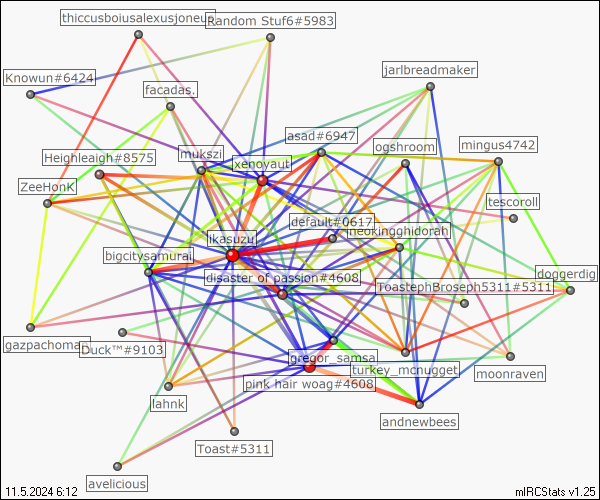 thiccusboiusalexusjoneup
Random Stuf6#5983
Knowun#6424
jarlbreadmaker
facadas.
asad#6947
ogshroom
mingus4742
mukszi
xenovaut
Heighleaigh#8575
ZeeHonK
tescoroll
default#0617
neokingghidorah
ikasuzu
bigcitysamurai
disaster of passion#4608
doggerdig
ToastephBroseph5311#5311
gazpachoman
Duck™#9103
gregor_samsa
turkey_mcnugget
moonraven
pink hair woag#4608
lahnk
andnewbees
Toast#5311
avelicious
11.5.2024 6:12
mIRCStats v1.25